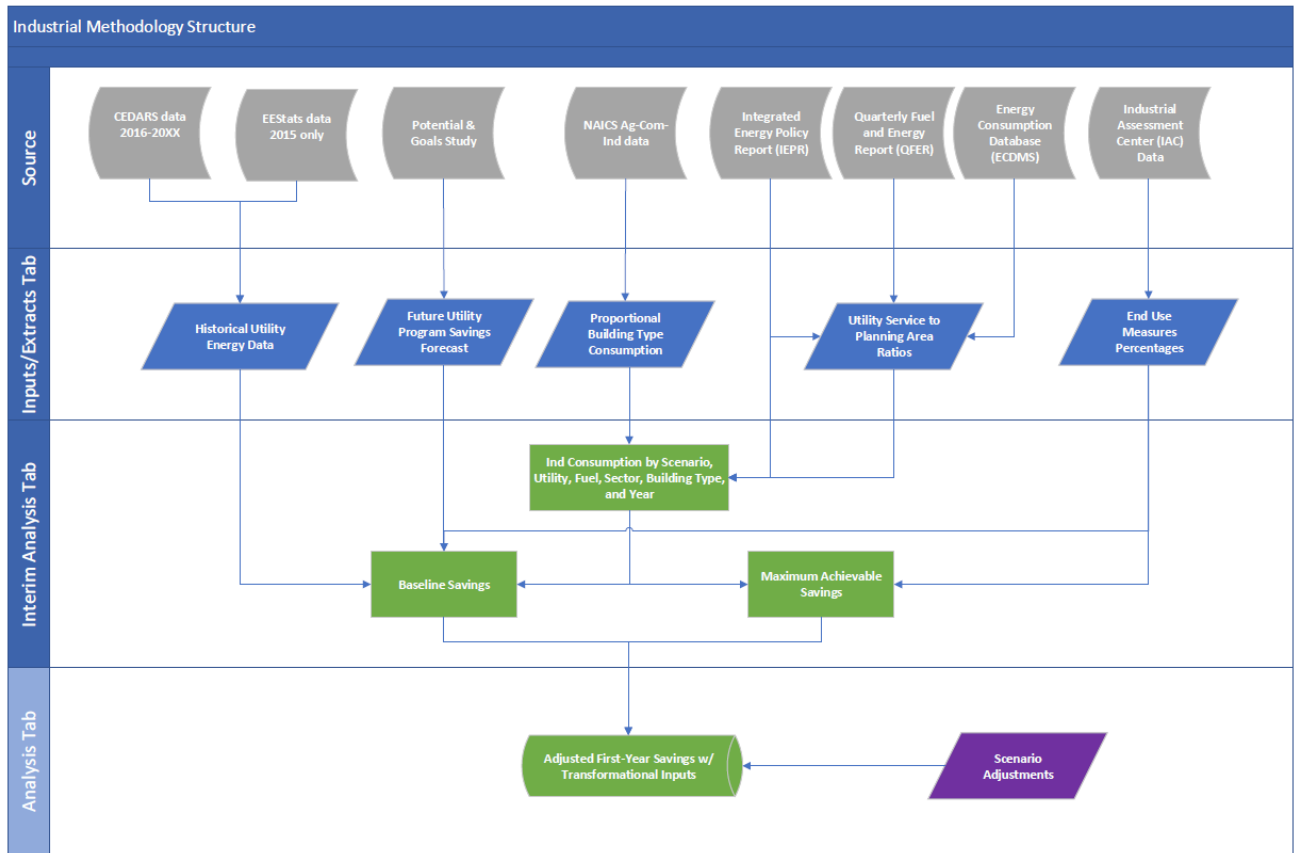 Industrial Methodology Structure
Source
CEDARS data
2016-20XX
EEStats data
2015 only
Potential &
Goals Study
NAICS Ag-Com-
Ind data
Integrated
Energy Policy
Report (IEPR)
Quarterly Fuel
and Energy
Report (QFER)
Energy
Consumption
Database
(ECDMS)
Industrial
Assessment
Center (IAC)
Data
Inputs/Extracts Tab
Historical Utility
Energy Data
Future Utility
Program Savings
Forecast
Proportional
Building Type
Consumption
Utility Service to
Planning Area
Ratios
End Use
Measures
Percentages
Interim Analysis Tab
Ind Consumption by Scenario,
Utility, Fuel, Sector, Building Type,
and Year
Baseline Savings
Maximum Achievable
Savings
Analysis Tab
Adjusted First-Year Savings w/
Transformational Inputs
Scenario
Adjustments